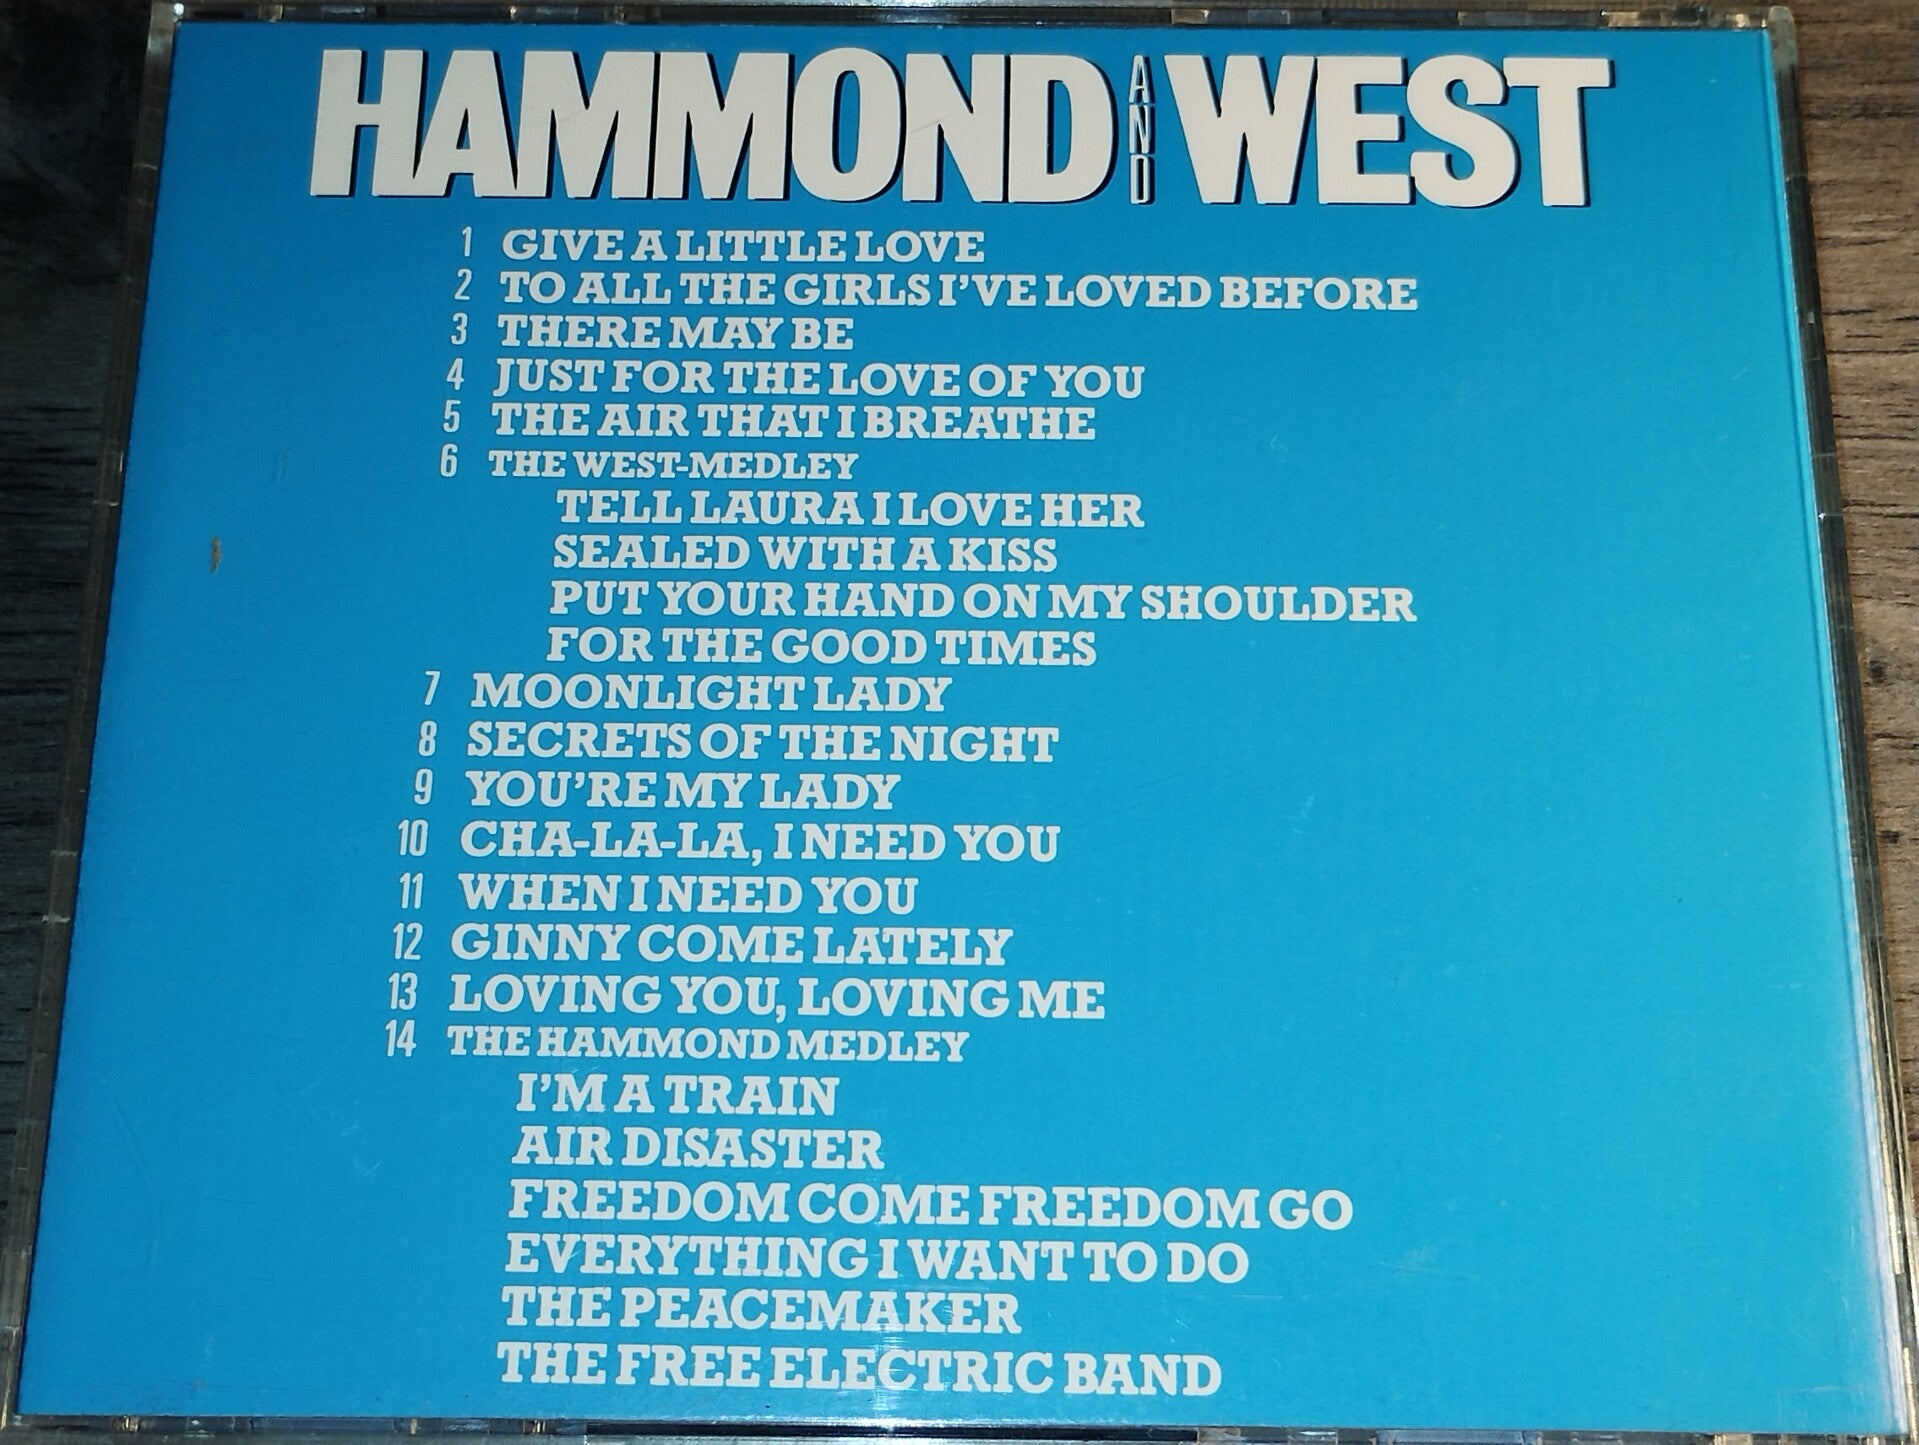 HAMMOND AND WEST
1 GIVE A LITTLE LOVE
2 TO ALL THE GIRLS I'VE LOVED BEFORE
3 THERE MAY BE
4 JUST FOR THE LOVE OF YOU
5 THE AIR THAT I BREATHE
6 THE WEST-MEDLEY
TELL LAURA I LOVE HER
SEALED WITH A KISS
PUT YOUR HAND ON MY SHOULDER
FOR THE GOOD TIMES
7 MOONLIGHT LADY
8 SECRETS OF THE NIGHT
9 YOU'RE MY LADY
10 CHA-LA-LA, I NEED YOU
11 WHEN I NEED YOU
12 GINNY COME LATELY
13 LOVING YOU, LOVING ME
14 THE HAMMOND MEDLEY
I'M A TRAIN
AIR DISASTER
FREEDOM COME FREEDOM GO
EVERYTHING I WANT TO DO
THE PEACEMAKER
THE FREE ELECTRIC BAND